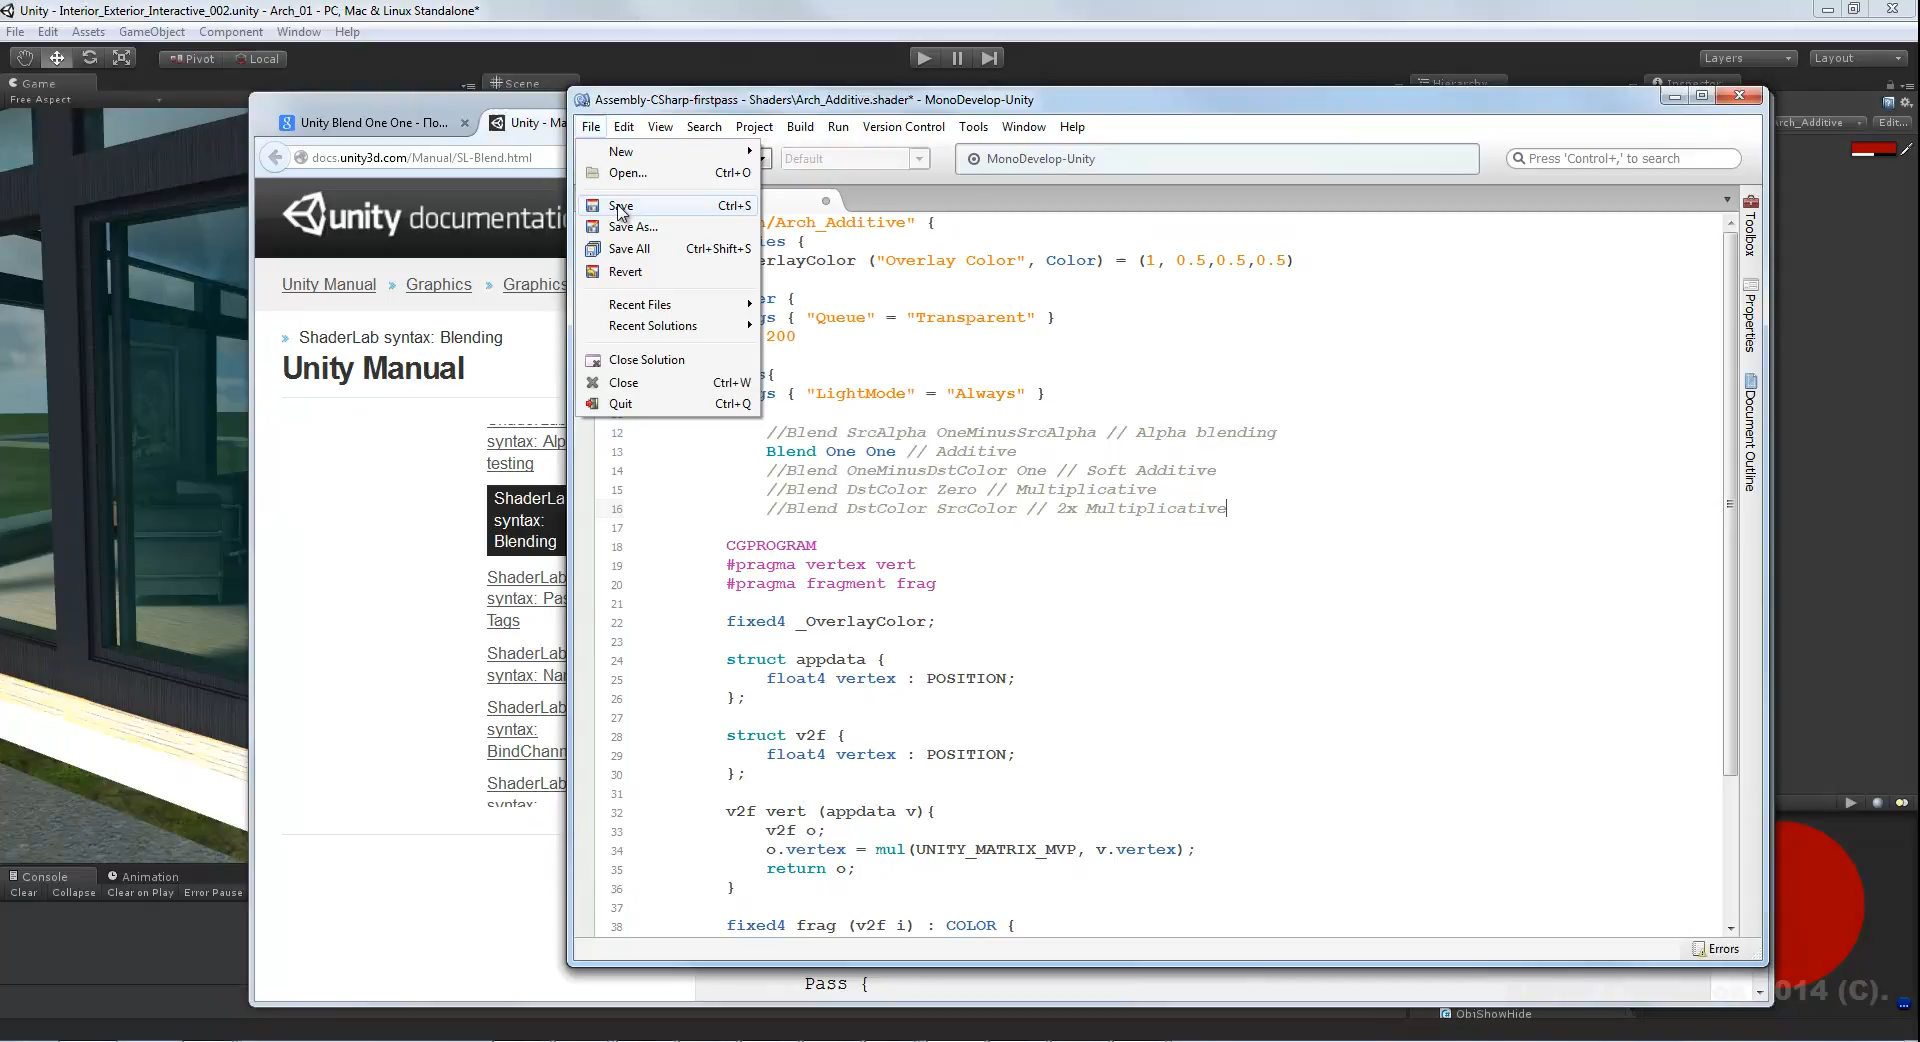 Unity - Interior_Exterior_Interactive_002.unity - Arch_01 - PC, Mac & Linux Standalone*
File Edit Assets GameObject Component Window Help
Pivot Local Layers Layout
Game Scene Hierarchy Inspector
Free Aspect
Unity Blend One One - По... Unity - Ma
docs.unity3d.com/Manual/SL-Blend.html
unity documentati
Unity Manual » Graphics » Graphics
» ShaderLab syntax: Blending
Unity Manual
syntax: Alp
testing
ShaderLa
syntax:
Blending
ShaderLab
syntax: Pas
Tags
ShaderLab
syntax: Nar
ShaderLab
syntax:
BindChann
ShaderLab
syntax:
Assembly-CSharp-firstpass - Shaders\Arch_Additive.shader* - MonoDevelop-Unity
File Edit View Search Project Build Run Version Control Tools Window Help
Default MonoDevelop-Unity Press 'Control+,' to search
New
Open... Ctrl+O
Save Ctrl+S
Save As...
Save All Ctrl+Shift+S
Revert
Recent Files
Recent Solutions
Close Solution
Close Ctrl+W
Quit Ctrl+Q
/Arch_Additive" {
ies {
erlayColor ("Overlay Color", Color) = (1, 0.5,0.5,0.5)
er {
gs { "Queue" = "Transparent" }
200
s{
gs { "LightMode" = "Always" }
12 //Blend SrcAlpha OneMinusSrcAlpha // Alpha blending
13 Blend One One // Additive
14 //Blend OneMinusDstColor One // Soft Additive
15 //Blend DstColor Zero // Multiplicative
16 //Blend DstColor SrcColor // 2x Multiplicative
17
18 CGPROGRAM
19 #pragma vertex vert
20 #pragma fragment frag
21
22 fixed4 _OverlayColor;
23
24 struct appdata {
25 float4 vertex : POSITION;
26 };
27
28 struct v2f {
29 float4 vertex : POSITION;
30 };
31
32 v2f vert (appdata v){
33 v2f o;
34 o.vertex = mul(UNITY_MATRIX_MVP, v.vertex);
35 return o;
36 }
37
38 fixed4 frag (v2f i) : COLOR {
Toolbox
Properties
Document Outline
Errors
Pass {
rch_Additive Edit...
Console Animation
Clear Collapse Clear on Play Error Pause
014 (C).
ObjShowHide